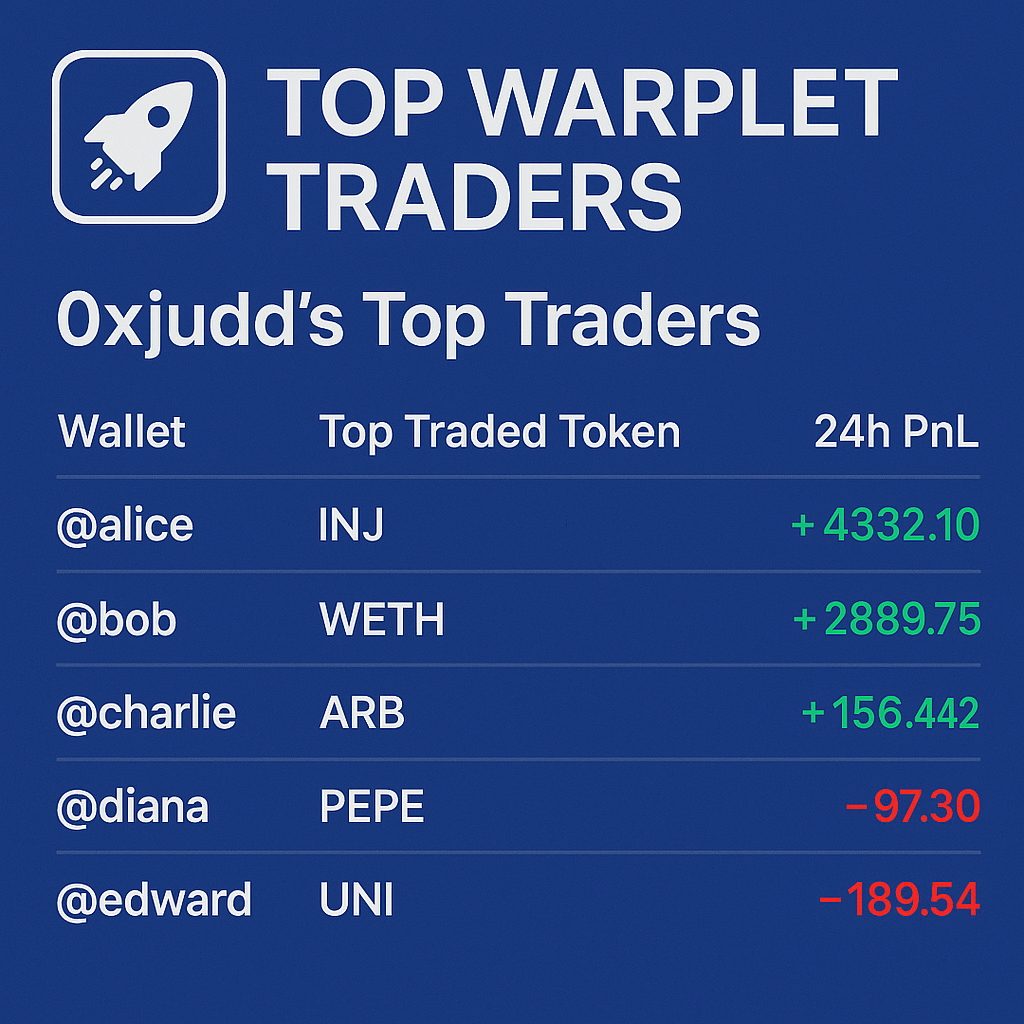 TOP WARPLET
TRADERS
0xjudd’s Top Traders
Wallet Top Traded Token 24h PnL
@alice INJ +4332.10
@bob WETH +2889.75
@charlie ARB +156.442
@diana PEPE −97.30
@edward UNI −189.54